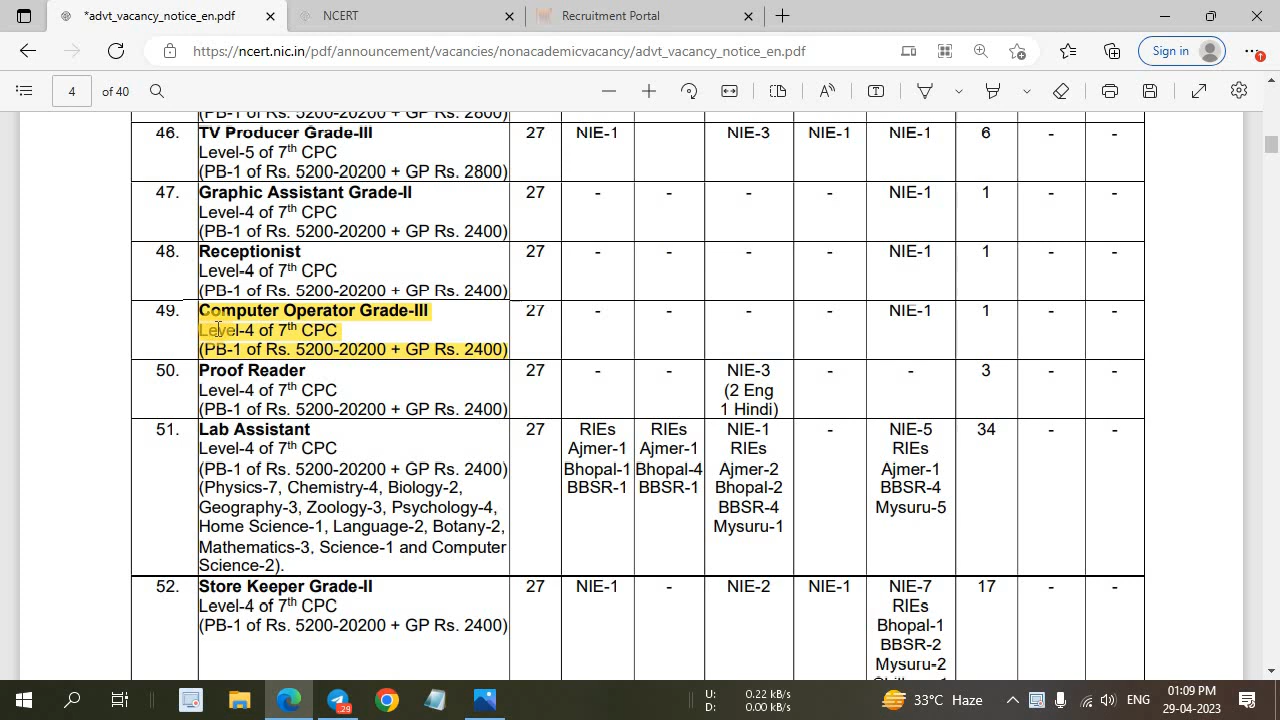 *advt_vacancy_notice_en.pdf
NCERT
Recruitment Portal
https://ncert.nic.in/pdf/announcement/vacancies/nonacademicvacancy/advt_vacancy_notice_en.pdf
Sign in
4 of 40
(PB-1 of Rs. 5200-20200 + GP Rs. 2800)
46. TV Producer Grade-III 27 NIE-1 NIE-3 NIE-1 NIE-1 6 - -
Level-5 of 7th CPC
(PB-1 of Rs. 5200-20200 + GP Rs. 2800)
47. Graphic Assistant Grade-II 27 - - - - NIE-1 1 - -
Level-4 of 7th CPC
(PB-1 of Rs. 5200-20200 + GP Rs. 2400)
48. Receptionist 27 - - - - NIE-1 1 - -
Level-4 of 7th CPC
(PB-1 of Rs. 5200-20200 + GP Rs. 2400)
49. Computer Operator Grade-III 27 - - - - NIE-1 1 - -
Level-4 of 7th CPC
(PB-1 of Rs. 5200-20200 + GP Rs. 2400)
50. Proof Reader 27 - - NIE-3 - - 3 - -
Level-4 of 7th CPC (2 Eng
(PB-1 of Rs. 5200-20200 + GP Rs. 2400) 1 Hindi)
51. Lab Assistant 27 RIEs RIEs NIE-1 - NIE-5 34 - -
Level-4 of 7th CPC Ajmer-1 Ajmer-1 RIEs RIEs
(PB-1 of Rs. 5200-20200 + GP Rs. 2400) Bhopal-1 Bhopal-4 Ajmer-2 Ajmer-1
(Physics-7, Chemistry-4, Biology-2, BBSR-1 BBSR-1 Bhopal-2 BBSR-4
Geography-3, Zoology-3, Psychology-4, BBSR-4 Mysuru-5
Home Science-1, Language-2, Botany-2, Mysuru-1
Mathematics-3, Science-1 and Computer
Science-2).
52. Store Keeper Grade-II 27 NIE-1 - NIE-2 NIE-1 NIE-7 17 - -
Level-4 of 7th CPC RIEs
(PB-1 of Rs. 5200-20200 + GP Rs. 2400) Bhopal-1
BBSR-2
Mysuru-2
29
U: 0.22 kB/s
D: 0.00 kB/s
33°C Haze
ENG
01:09 PM
29-04-2023